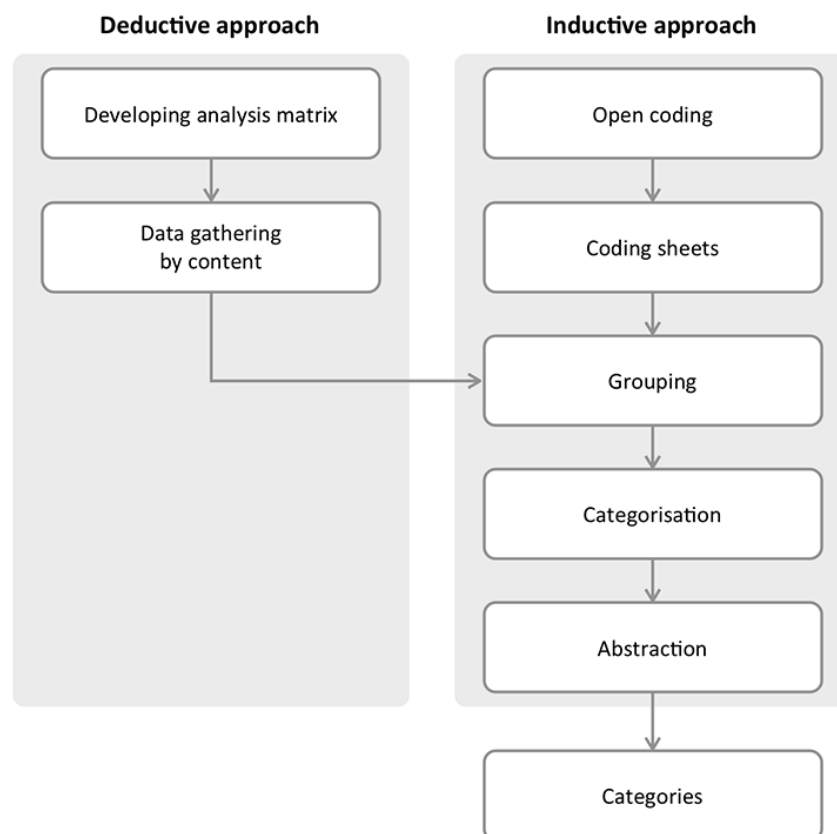 Deductive approach
Developing analysis matrix
Data gathering
by content
Inductive approach
Open coding
Coding sheets
Grouping
Categorisation
Abstraction
Categories